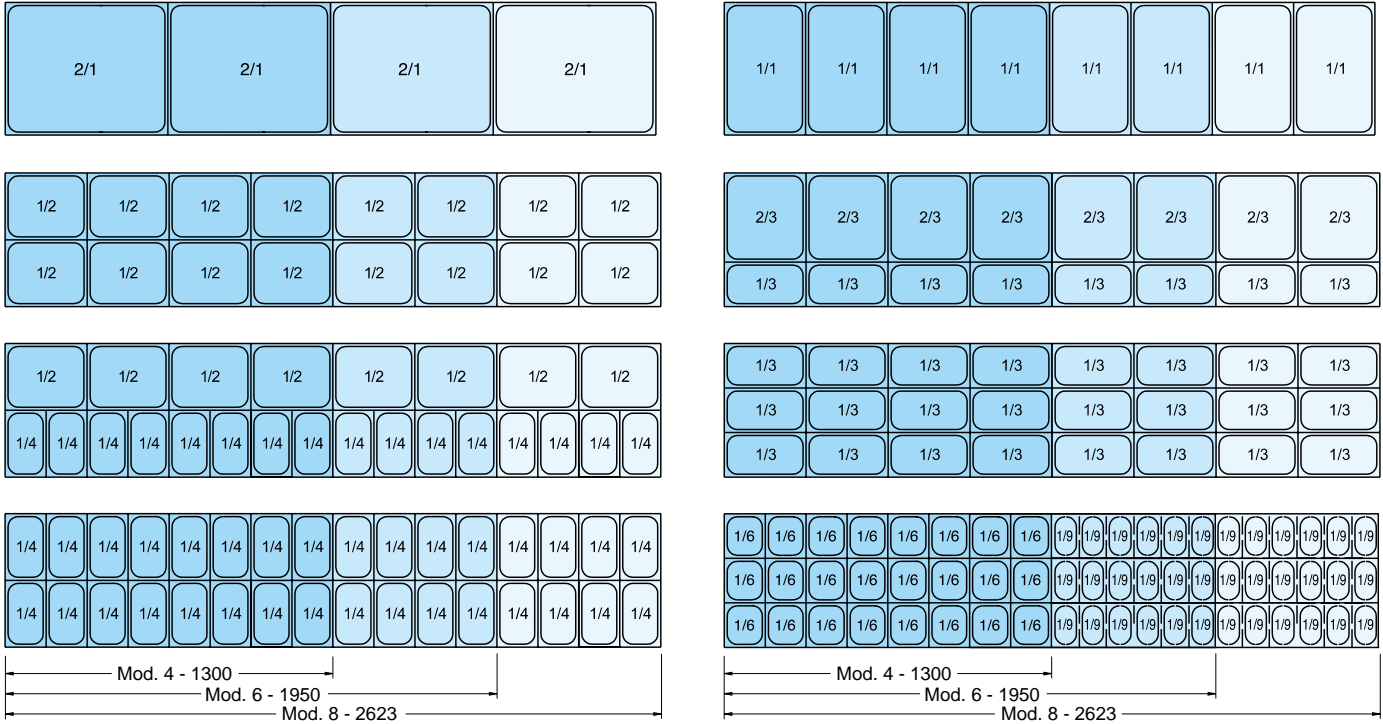 2/1 2/1 2/1 2/1
1/2 1/2 1/2 1/2 1/2 1/2 1/2 1/2
1/2 1/2 1/2 1/2 1/2 1/2 1/2 1/2
1/2 1/2 1/2 1/2 1/2 1/2 1/2 1/2
1/4 1/4 1/4 1/4 1/4 1/4 1/4 1/4 1/4 1/4 1/4 1/4 1/4 1/4 1/4 1/4
1/4 1/4 1/4 1/4 1/4 1/4 1/4 1/4 1/4 1/4 1/4 1/4 1/4 1/4 1/4 1/4
1/4 1/4 1/4 1/4 1/4 1/4 1/4 1/4 1/4 1/4 1/4 1/4 1/4 1/4 1/4 1/4
Mod. 4 - 1300
Mod. 6 - 1950
Mod. 8 - 2623
1/1 1/1 1/1 1/1 1/1 1/1 1/1 1/1
2/3 2/3 2/3 2/3 2/3 2/3 2/3 2/3
1/3 1/3 1/3 1/3 1/3 1/3 1/3 1/3
1/3 1/3 1/3 1/3 1/3 1/3 1/3 1/3
1/3 1/3 1/3 1/3 1/3 1/3 1/3 1/3
1/3 1/3 1/3 1/3 1/3 1/3 1/3 1/3
1/6 1/6 1/6 1/6 1/6 1/6 1/6 1/6 1/9 1/9 1/9 1/9 1/9 1/9 1/9 1/9 1/9 1/9 1/9 1/9
1/6 1/6 1/6 1/6 1/6 1/6 1/6 1/6 1/9 1/9 1/9 1/9 1/9 1/9 1/9 1/9 1/9 1/9 1/9 1/9
1/6 1/6 1/6 1/6 1/6 1/6 1/6 1/6 1/9 1/9 1/9 1/9 1/9 1/9 1/9 1/9 1/9 1/9 1/9 1/9
Mod. 4 - 1300
Mod. 6 - 1950
Mod. 8 - 2623